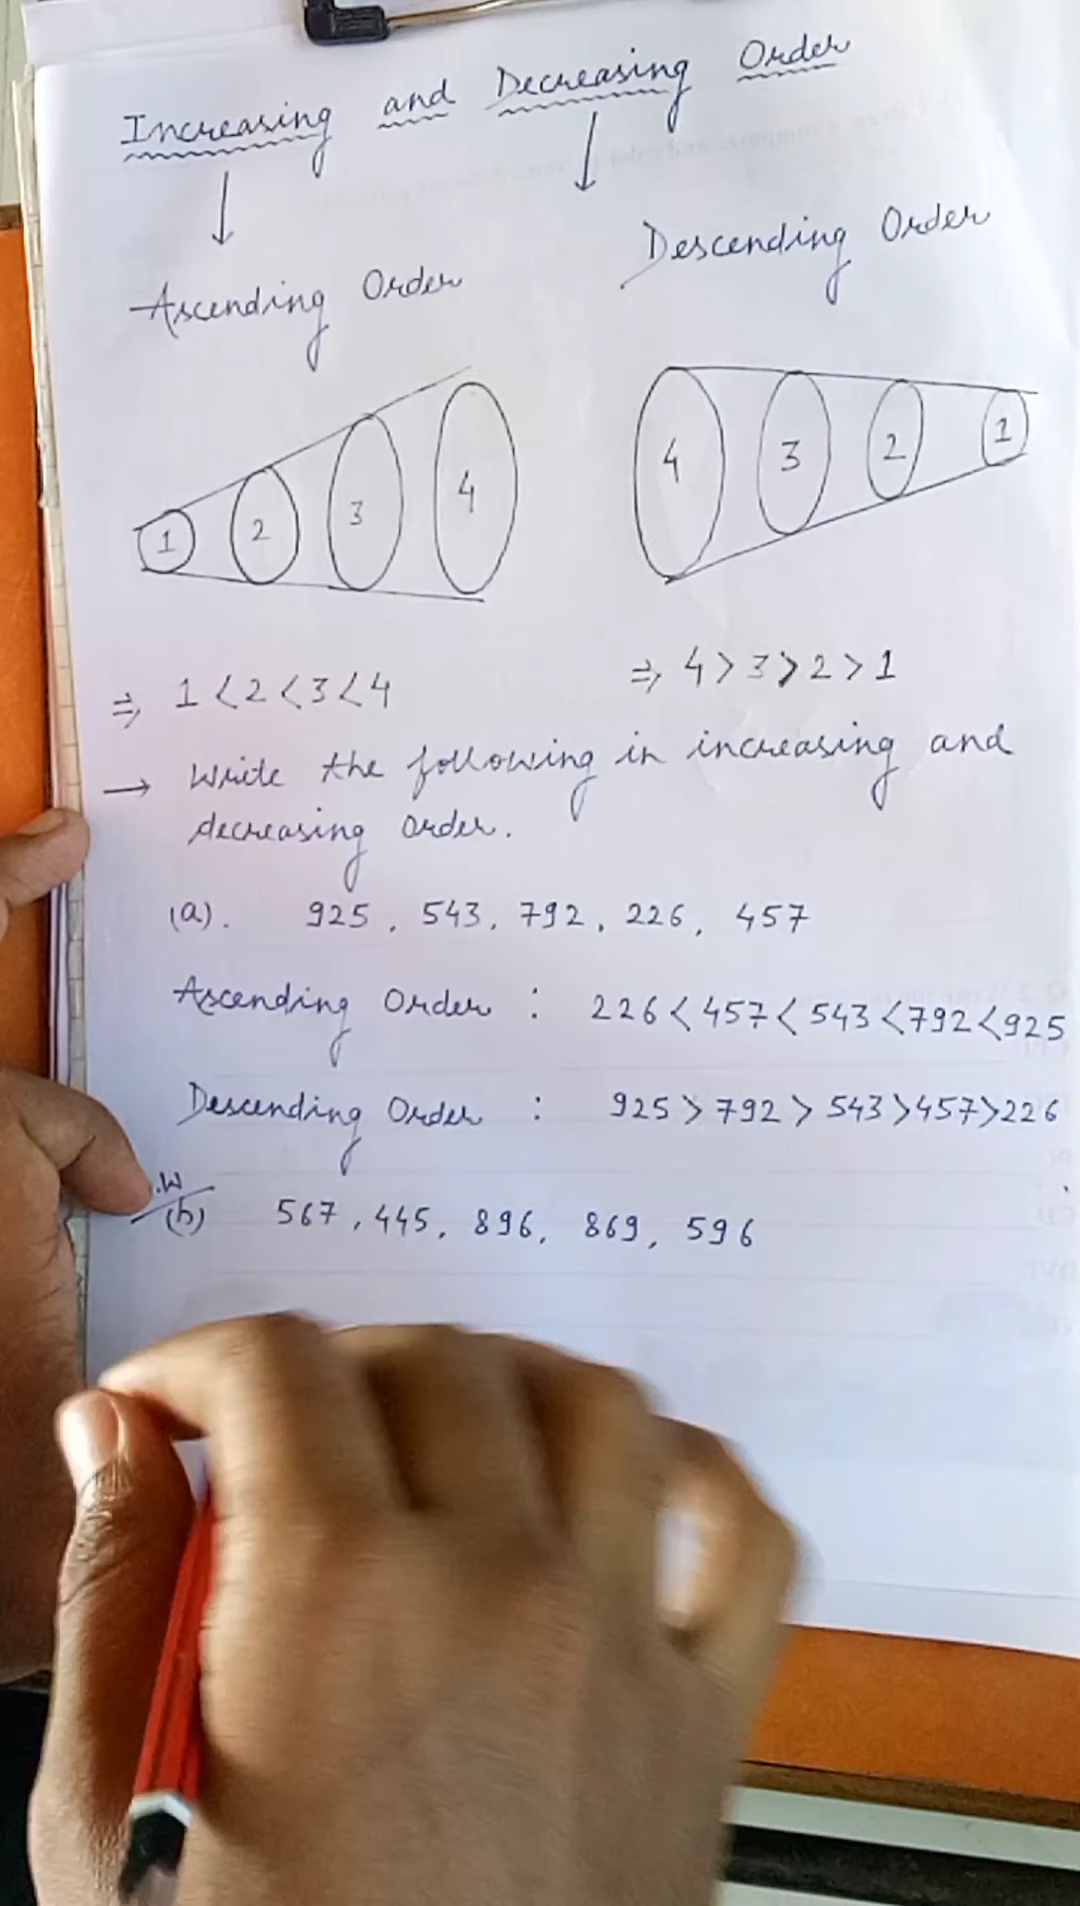 Increasing and Decreasing Order
Ascending Order
Descending Order
1 2 3 4
4 3 2 1
⇒ 1 < 2 < 3 < 4
⇒ 4 > 3 > 2 > 1
→ Write the following in increasing and
decreasing order.
(a). 925, 543, 792, 226, 457
Ascending Order : 226 < 457 < 543 < 792 < 925
Descending Order : 925 > 792 > 543 > 457 > 226
.W
(b) 567, 445, 896, 869, 596